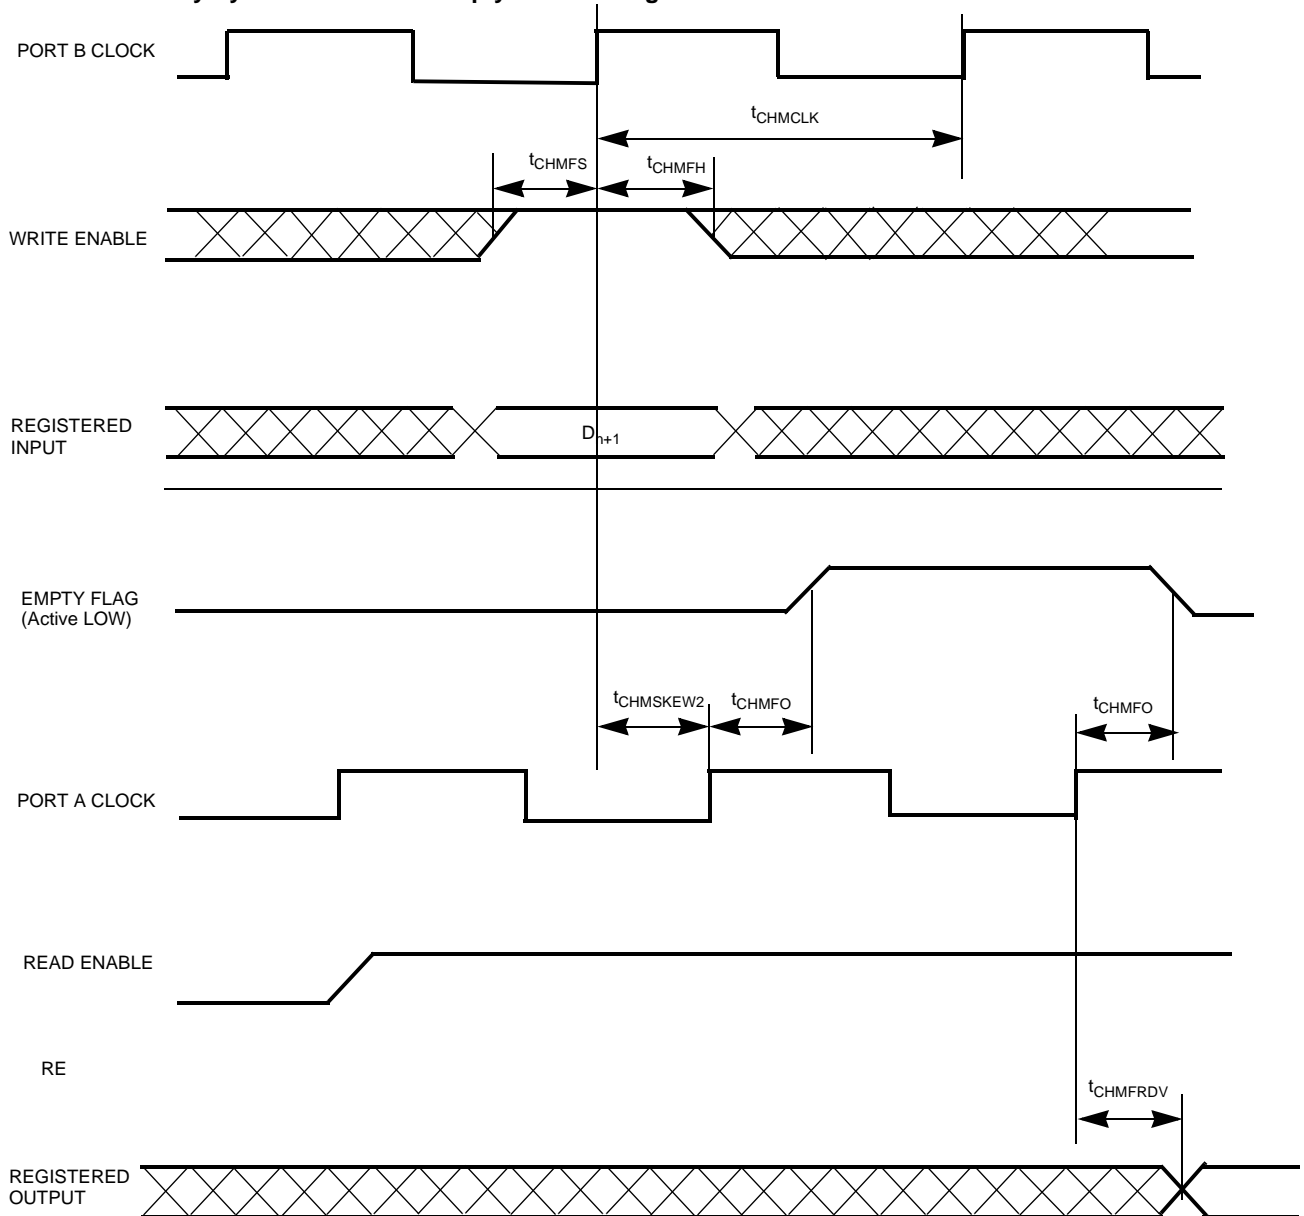 PORT B CLOCK
tCHMCLK
tCHMFS
tCHMFH
WRITE ENABLE
REGISTERED
INPUT
Dn+1
EMPTY FLAG
(Active LOW)
tCHMSKEW2
tCHMFO
tCHMFO
PORT A CLOCK
READ ENABLE
RE
tCHMFRDV
REGISTERED
OUTPUT